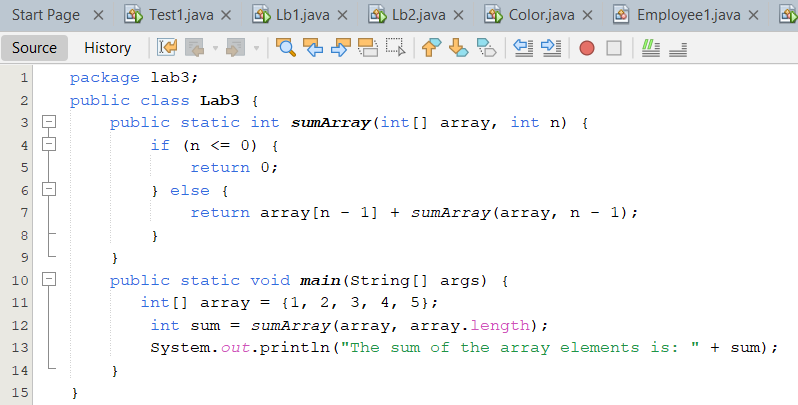 Start Page Test1.java Lb1.java Lb2.java Color.java Employee1.java
Source History
1 package lab3;
2 public class Lab3 {
3 public static int sumArray(int[] array, int n) {
4 if (n <= 0) {
5 return 0;
6 } else {
7 return array[n - 1] + sumArray(array, n - 1);
8 }
9 }
10 public static void main(String[] args) {
11 int[] array = {1, 2, 3, 4, 5};
12 int sum = sumArray(array, array.length);
13 System.out.println("The sum of the array elements is: " + sum);
14 }
15 }